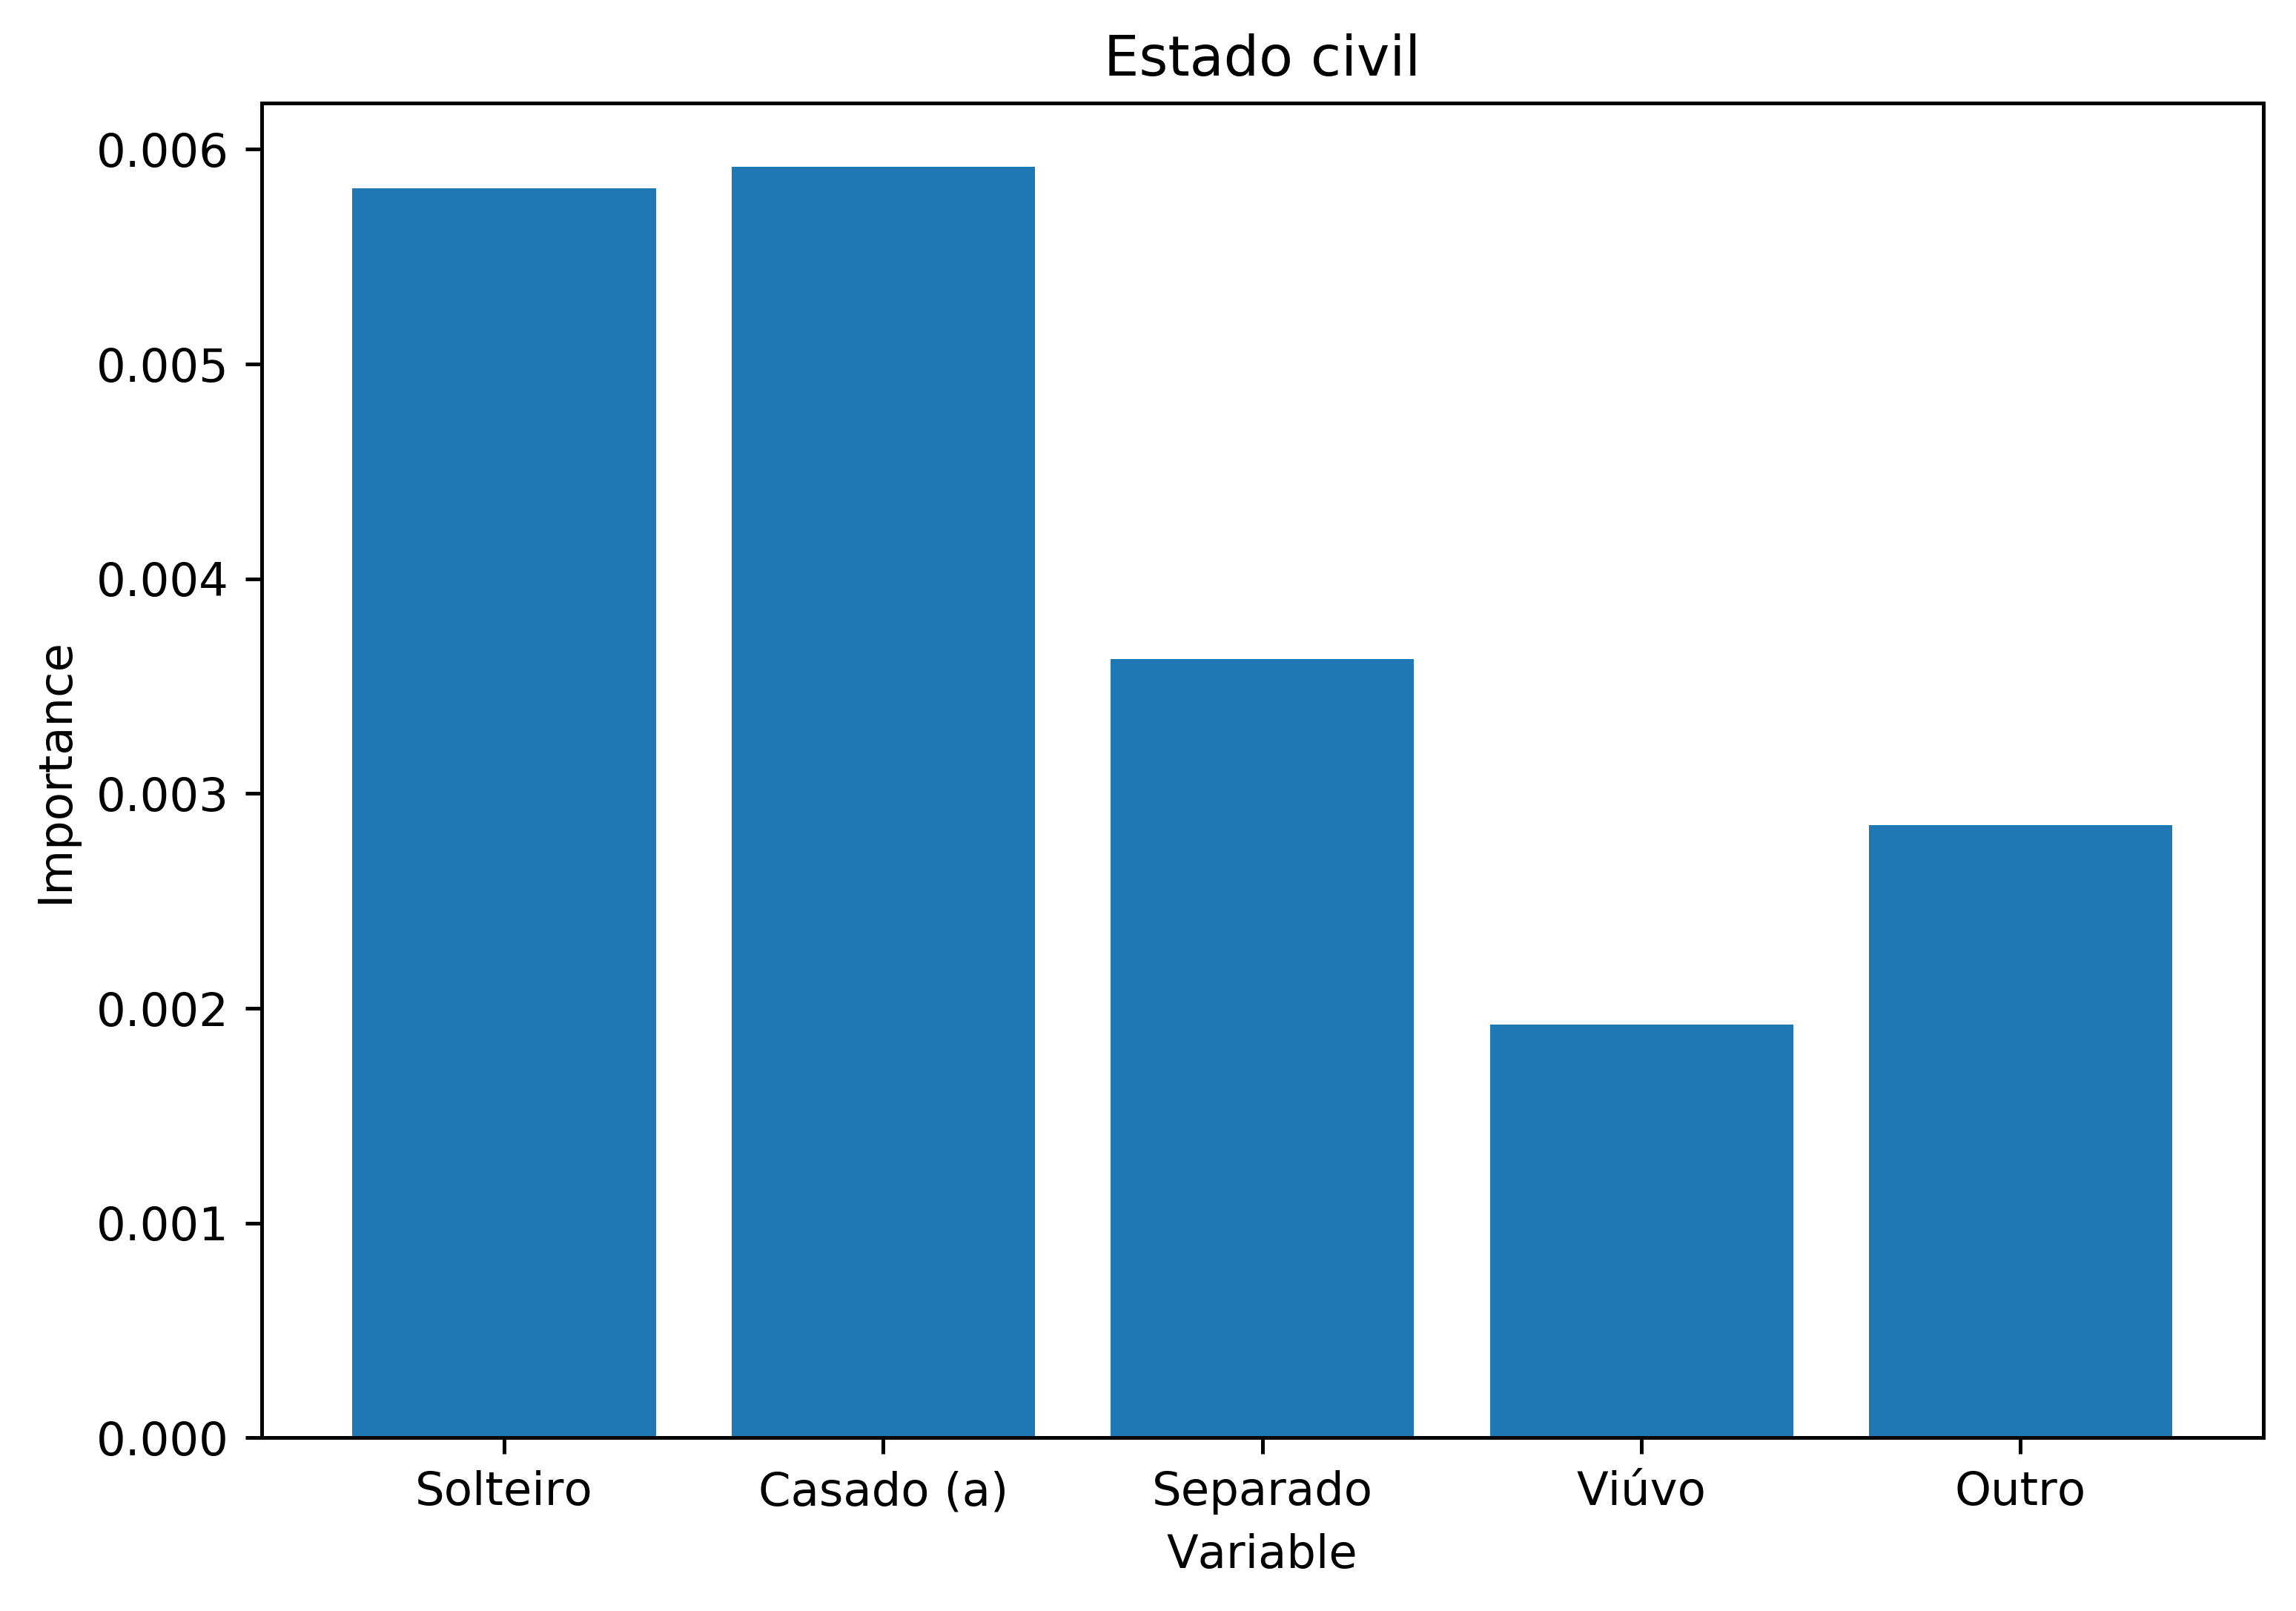 Estado civil
0.006
0.005
0.004
0.003
0.002
0.001
0.000
Importance
Solteiro
Casado (a)
Separado
Viúvo
Outro
Variable